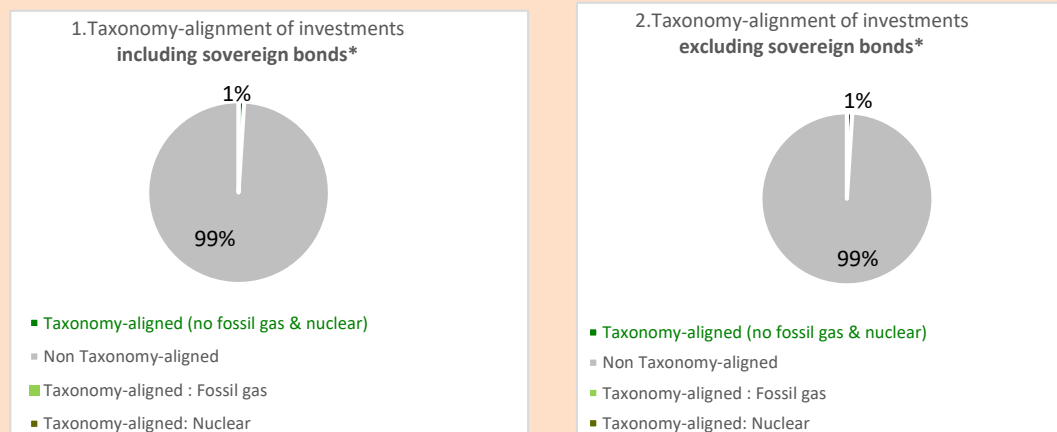 1.Taxonomy-alignment of investments
including sovereign bonds*
1%
99%
Taxonomy-aligned (no fossil gas & nuclear)
Non Taxonomy-aligned
Taxonomy-aligned : Fossil gas
Taxonomy-aligned: Nuclear
2.Taxonomy-alignment of investments
excluding sovereign bonds*
1%
99%
Taxonomy-aligned (no fossil gas & nuclear)
Non Taxonomy-aligned
Taxonomy-aligned : Fossil gas
Taxonomy-aligned: Nuclear